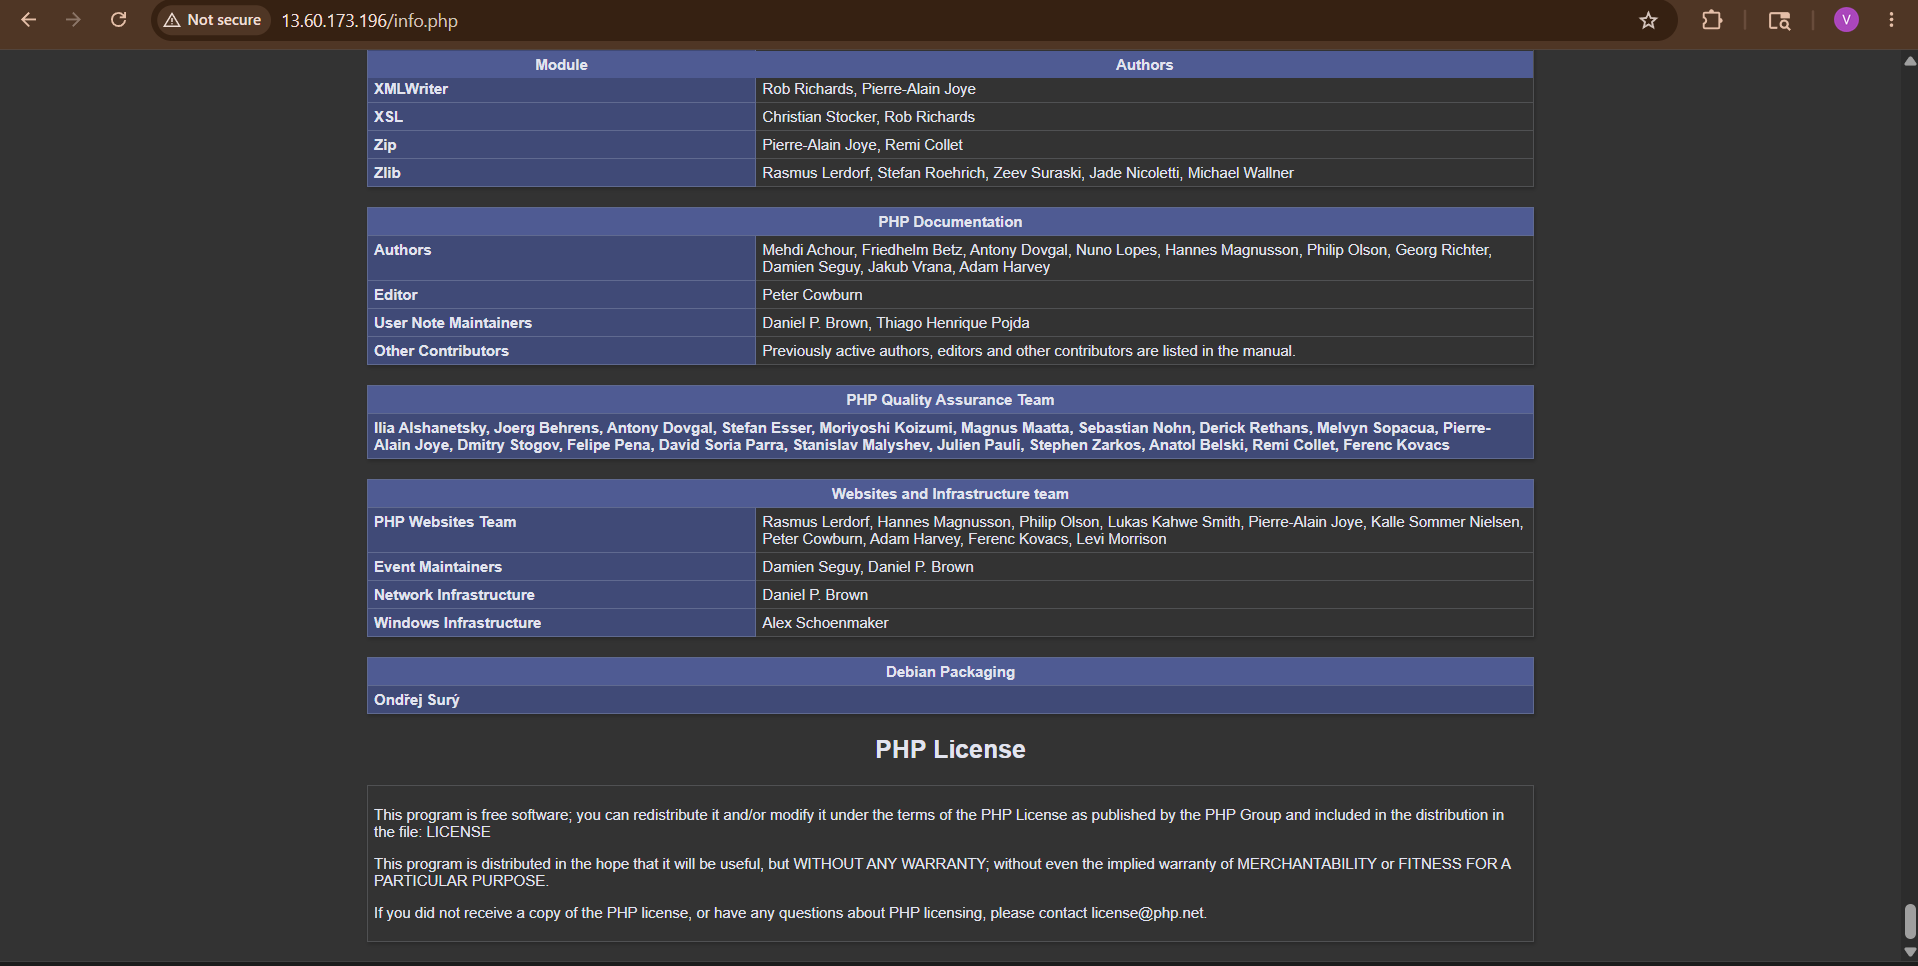 Not secure 13.60.173.196/info.php
V
Module Authors
XMLWriter Rob Richards, Pierre-Alain Joye
XSL Christian Stocker, Rob Richards
Zip Pierre-Alain Joye, Remi Collet
Zlib Rasmus Lerdorf, Stefan Roehrich, Zeev Suraski, Jade Nicoletti, Michael Wallner
PHP Documentation
Authors Mehdi Achour, Friedhelm Betz, Antony Dovgal, Nuno Lopes, Hannes Magnusson, Philip Olson, Georg Richter,
Damien Seguy, Jakub Vrana, Adam Harvey
Editor Peter Cowburn
User Note Maintainers Daniel P. Brown, Thiago Henrique Pojda
Other Contributors Previously active authors, editors and other contributors are listed in the manual.
PHP Quality Assurance Team
Ilia Alshanetsky, Joerg Behrens, Antony Dovgal, Stefan Esser, Moriyoshi Koizumi, Magnus Maatta, Sebastian Nohn, Derick Rethans, Melvyn Sopacua, Pierre-
Alain Joye, Dmitry Stogov, Felipe Pena, David Soria Parra, Stanislav Malyshev, Julien Pauli, Stephen Zarkos, Anatol Belski, Remi Collet, Ferenc Kovacs
Websites and Infrastructure team
PHP Websites Team Rasmus Lerdorf, Hannes Magnusson, Philip Olson, Lukas Kahwe Smith, Pierre-Alain Joye, Kalle Sommer Nielsen,
Peter Cowburn, Adam Harvey, Ferenc Kovacs, Levi Morrison
Event Maintainers Damien Seguy, Daniel P. Brown
Network Infrastructure Daniel P. Brown
Windows Infrastructure Alex Schoenmaker
Debian Packaging
Ondřej Surý
PHP License
This program is free software; you can redistribute it and/or modify it under the terms of the PHP License as published by the PHP Group and included in the distribution in
the file: LICENSE
This program is distributed in the hope that it will be useful, but WITHOUT ANY WARRANTY; without even the implied warranty of MERCHANTABILITY or FITNESS FOR A
PARTICULAR PURPOSE.
If you did not receive a copy of the PHP license, or have any questions about PHP licensing, please contact license@php.net.